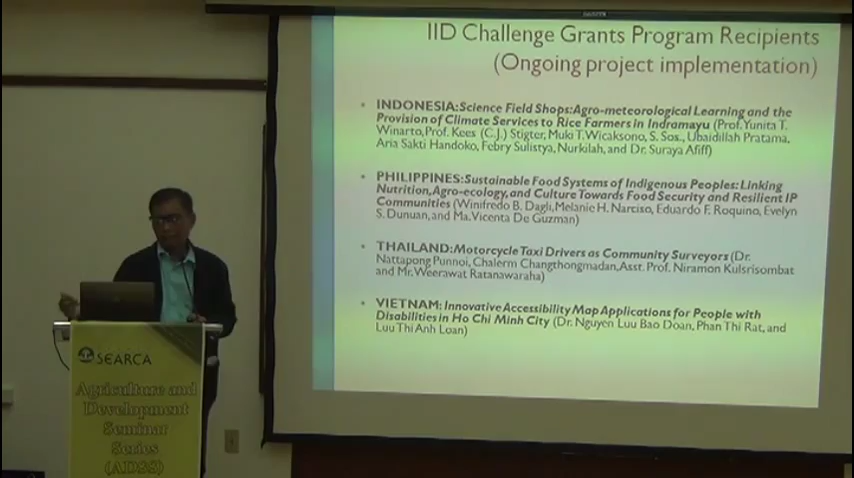 IID Challenge Grants Program Recipients
(Ongoing project implementation)
• INDONESIA: Science Field Shops: Agro-meteorological Learning and the
Provision of Climate Services to Rice Farmers in Indramayu (Prof. Yunita T.
Winarto, Prof. Kees (C.J.) Stigter, Muki T. Wicaksono, S. Sos., Ubaidillah Pratama,
Aria Sakti Handoko, Febry Sulistya, Nurkilah, and Dr. Suraya Afiff)
• PHILIPPINES: Sustainable Food Systems of Indigenous Peoples: Linking
Nutrition, Agro-ecology, and Culture Towards Food Security and Resilient IP
Communities (Winifredo B. Dagli, Melanie H. Narciso, Eduardo F. Roquino, Evelyn
S. Dunuan, and Ma. Vicenta De Guzman)
• THAILAND: Motorcycle Taxi Drivers as Community Surveyors (Dr.
Nattapong Punnoi, Chalerm Changthongmadan, Asst. Prof. Niramon Kulsrisombat
and Mr. Weerawat Ratanawaraha)
• VIETNAM: Innovative Accessibility Map Applications for People with
Disabilities in Ho Chi Minh City (Dr. Nguyen Luu Bao Doan, Phan Thi Rat, and
Luu Thi Anh Loan)
SEARCA
Agriculture and
Development
Seminar
Series
(ADSS)